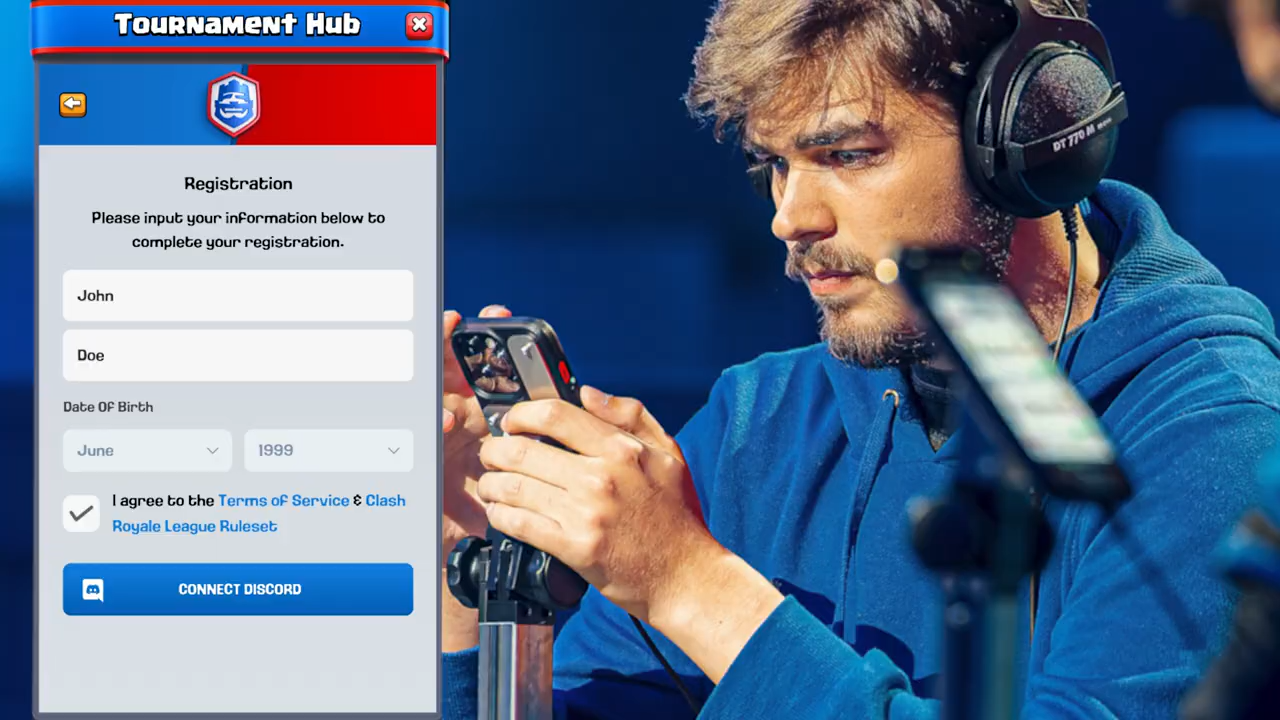 Tournament Hub
Registration
Please input your information below to
complete your registration.
John
Doe
Date Of Birth
June
1999
I agree to the Terms of Service & Clash
Royale League Ruleset
CONNECT DISCORD
DT 770 M